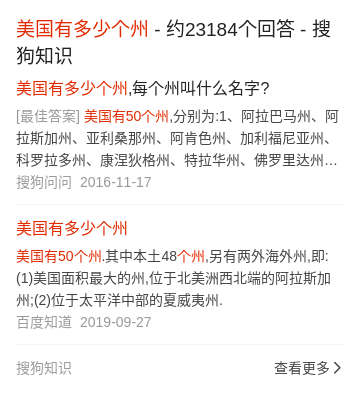 美国有多少个州 - 约23184个回答 - 搜
狗知识
美国有多少个州,每个州叫什么名字?
[最佳答案] 美国有50个州,分别为:1、阿拉巴马州、阿
拉斯加州、亚利桑那州、阿肯色州、加利福尼亚州、
科罗拉多州、康涅狄格州、特拉华州、佛罗里达州...
搜狗问问 2016-11-17
美国有多少个州
美国有50个州.其中本土48个州,另有两外海外州,即:
(1)美国面积最大的州,位于北美洲西北端的阿拉斯加
州;(2)位于太平洋中部的夏威夷州.
百度知道 2019-09-27
搜狗知识 查看更多